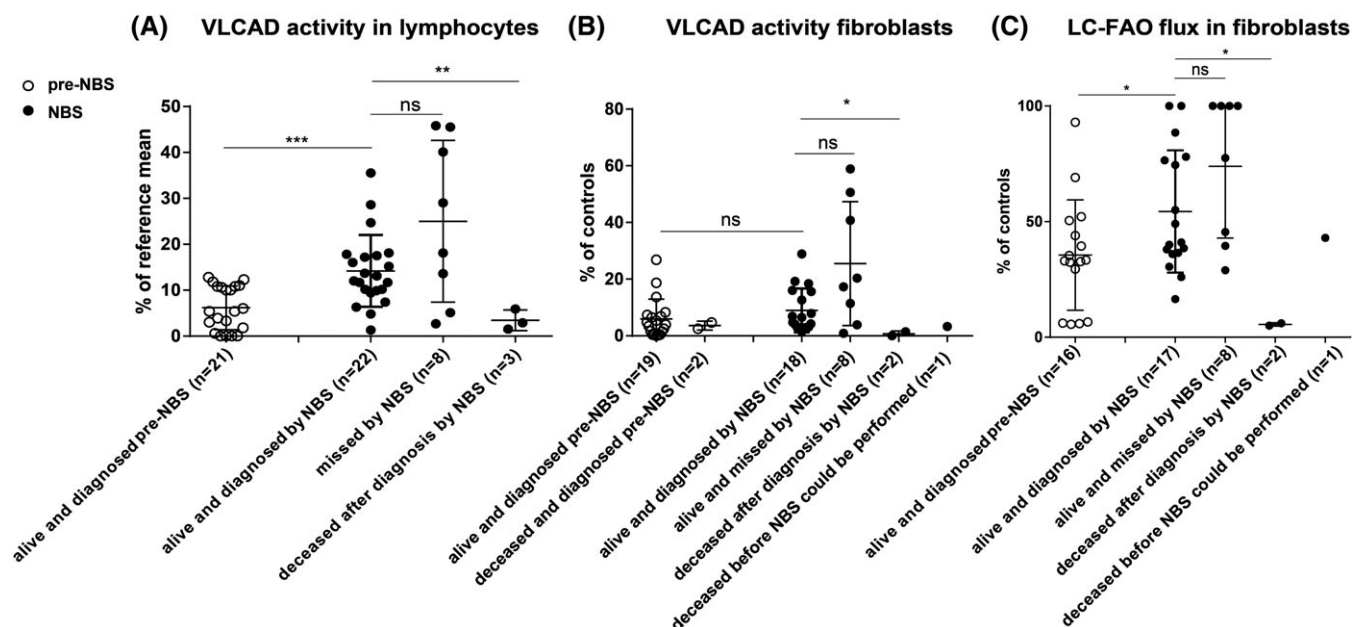 (A) VLCAD activity in lymphocytes
pre-NBS
NBS
% of reference mean
50
40
30
20
10
0
***
ns
**
alive and diagnosed pre-NBS (n=21)
alive and diagnosed by NBS (n=22)
missed by NBS (n=8)
deceased after diagnosis by NBS (n=3)
(B) VLCAD activity fibroblasts
% of controls
80
60
40
20
0
ns
ns
*
alive and diagnosed pre-NBS (n=19)
deceased and diagnosed pre-NBS (n=2)
alive and diagnosed by NBS (n=18)
alive and missed by NBS (n=8)
deceased after diagnosis by NBS (n=2)
deceased before NBS could be performed (n=1)
(C) LC-FAO flux in fibroblasts
% of controls
100
50
0
*
ns
*
alive and diagnosed pre-NBS (n=16)
alive and diagnosed by NBS (n=17)
alive and missed by NBS (n=8)
deceased after diagnosis by NBS (n=2)
deceased before NBS could be performed (n=1)